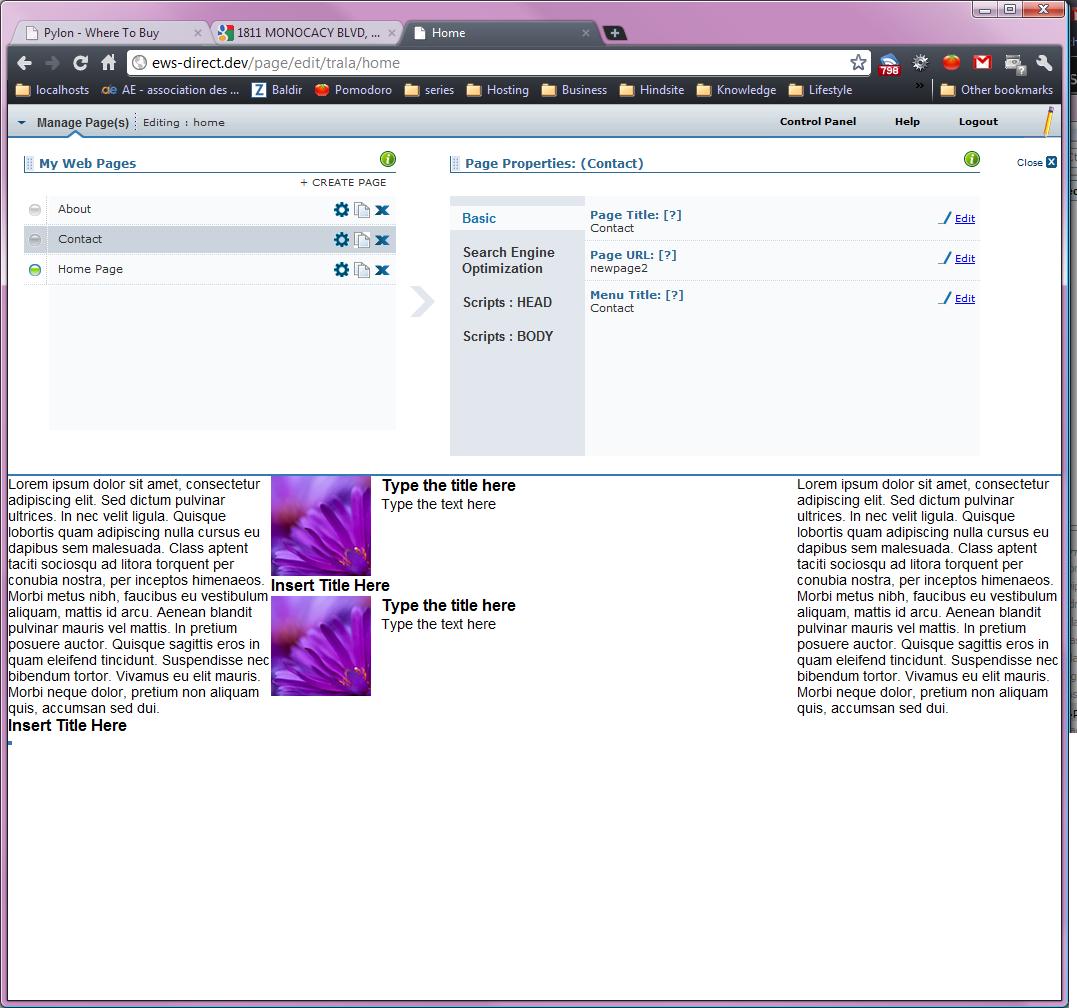 Pylon - Where To Buy
1811 MONOCACY BLVD, ...
Home
ews-direct.dev/page/edit/trala/home
798
localhosts
ae AE - association des ...
Z Baldir
Pomodoro
series
Hosting
Business
Hindsite
Knowledge
Lifestyle
»
Other bookmarks
Manage Page(s)
Editing : home
Control Panel
Help
Logout
My Web Pages
Page Properties: (Contact)
Close
+ CREATE PAGE
About
Contact
Home Page
Basic
Search Engine
Optimization
Scripts : HEAD
Scripts : BODY
Page Title: [?]
Contact
Edit
Page URL: [?]
newpage2
Edit
Menu Title: [?]
Contact
Edit
Lorem ipsum dolor sit amet, consectetur
adipiscing elit. Sed dictum pulvinar
ultrices. In nec velit ligula. Quisque
lobortis quam adipiscing nulla cursus eu
dapibus sem malesuada. Class aptent
taciti sociosqu ad litora torquent per
conubia nostra, per inceptos himenaeos.
Morbi metus nibh, faucibus eu vestibulum
aliquam, mattis id arcu. Aenean blandit
pulvinar mauris vel mattis. In pretium
posuere auctor. Quisque sagittis eros in
quam eleifend tincidunt. Suspendisse nec
bibendum tortor. Vivamus eu elit mauris.
Morbi neque dolor, pretium non aliquam
quis, accumsan sed dui.
Insert Title Here
Type the title here
Type the text here
Insert Title Here
Type the title here
Type the text here
Lorem ipsum dolor sit amet, consectetur
adipiscing elit. Sed dictum pulvinar
ultrices. In nec velit ligula. Quisque
lobortis quam adipiscing nulla cursus eu
dapibus sem malesuada. Class aptent
taciti sociosqu ad litora torquent per
conubia nostra, per inceptos himenaeos.
Morbi metus nibh, faucibus eu vestibulum
aliquam, mattis id arcu. Aenean blandit
pulvinar mauris vel mattis. In pretium
posuere auctor. Quisque sagittis eros in
quam eleifend tincidunt. Suspendisse nec
bibendum tortor. Vivamus eu elit mauris.
Morbi neque dolor, pretium non aliquam
quis, accumsan sed dui.